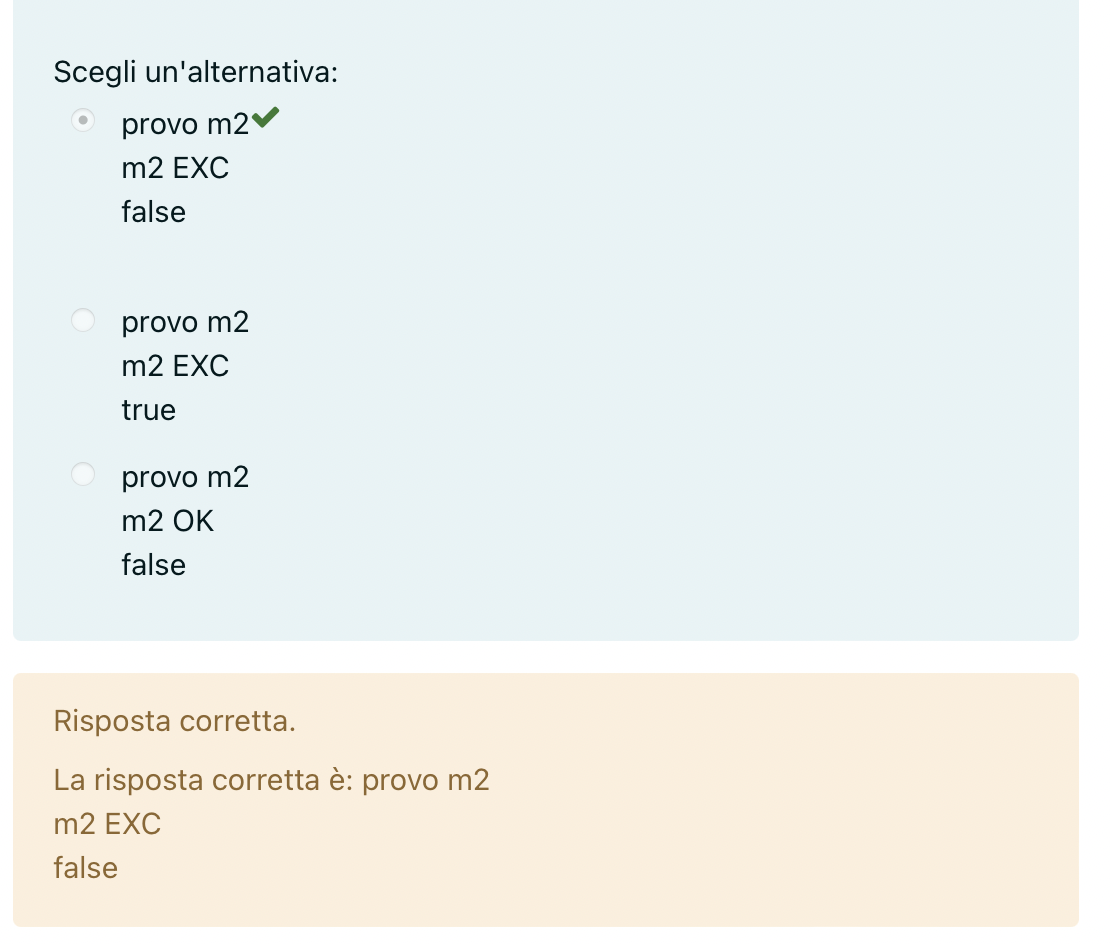 Scegli un'alternativa:
provo m2
m2 EXC
false
provo m2
m2 EXC
true
provo m2
m2 OK
false
Risposta corretta.
La risposta corretta è: provo m2
m2 EXC
false